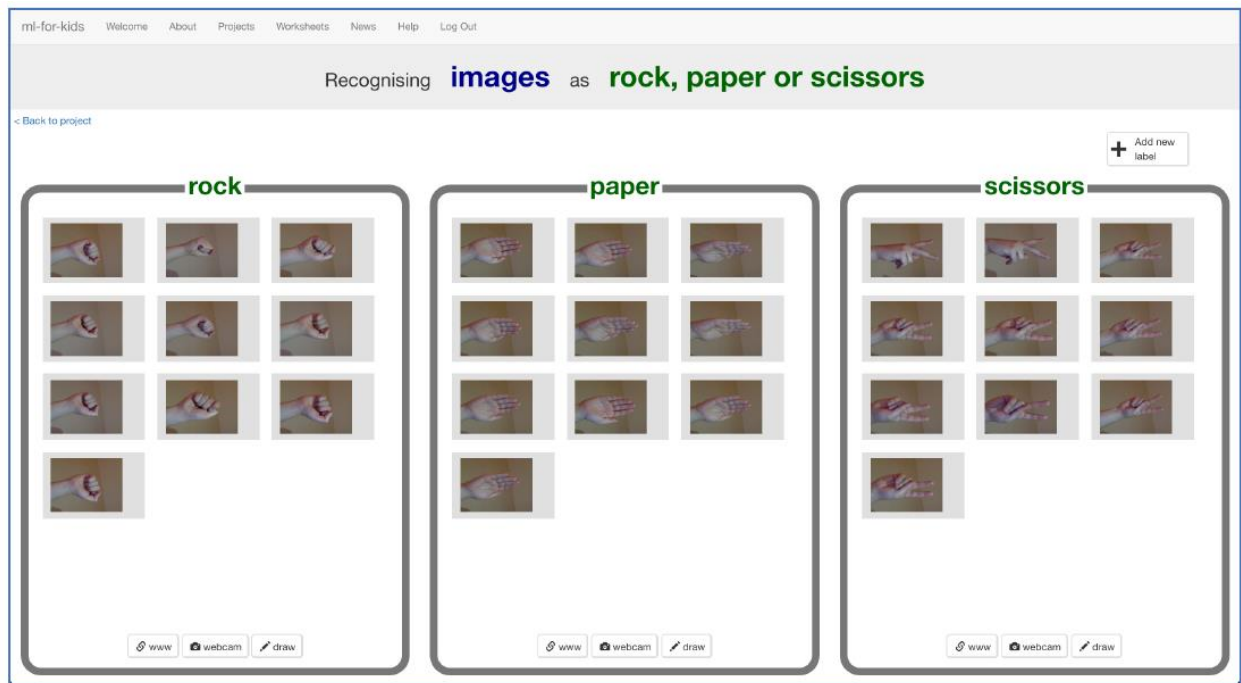 ml-for-kids Welcome About Projects Worksheets News Help Log Out
Recognising images as rock, paper or scissors
< Back to project
Add new
label
rock
www webcam draw
paper
www webcam draw
scissors
www webcam draw